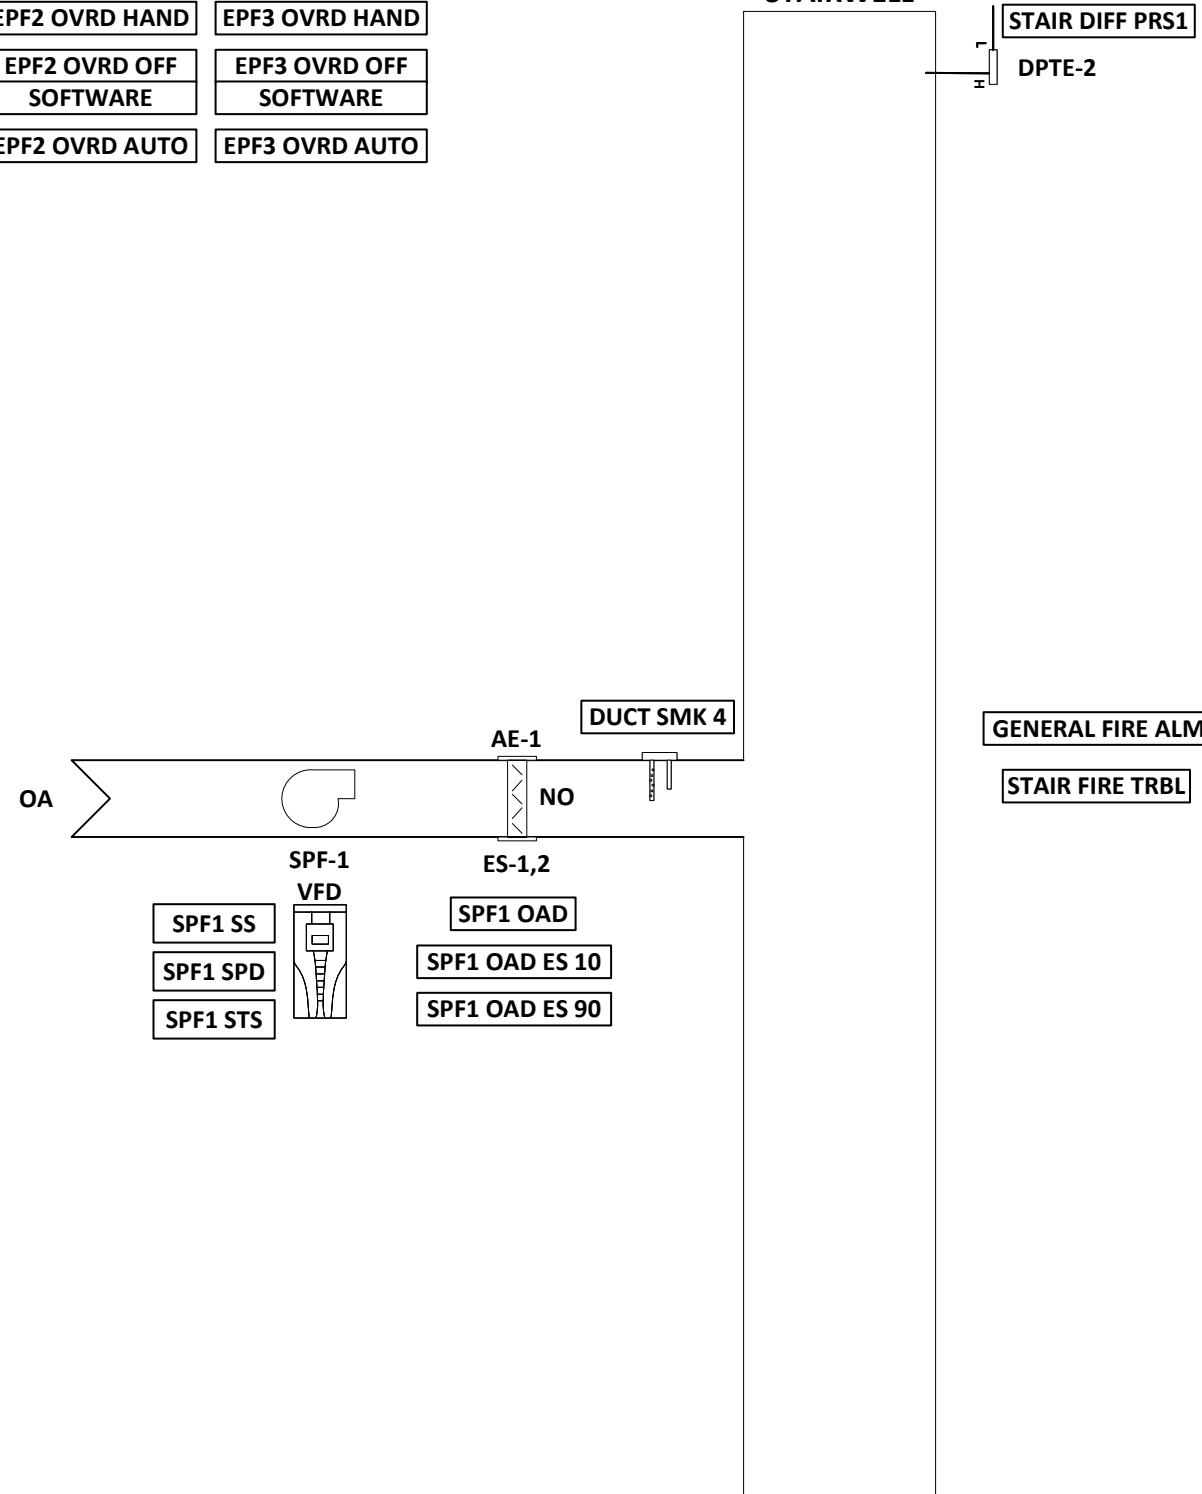 EPF2 OVRD HAND
EPF3 OVRD HAND
STAIR DIFF PRS1
L
EPF2 OVRD OFF
EPF3 OVRD OFF
DPTE-2
H
SOFTWARE
SOFTWARE
EPF2 OVRD AUTO
EPF3 OVRD AUTO
DUCT SMK 4
GENERAL FIRE ALM
AE-1
OA
NO
STAIR FIRE TRBL
SPF-1
VFD
ES-1,2
SPF1 SS
SPF1 OAD
SPF1 SPD
SPF1 OAD ES 10
SPF1 STS
SPF1 OAD ES 90